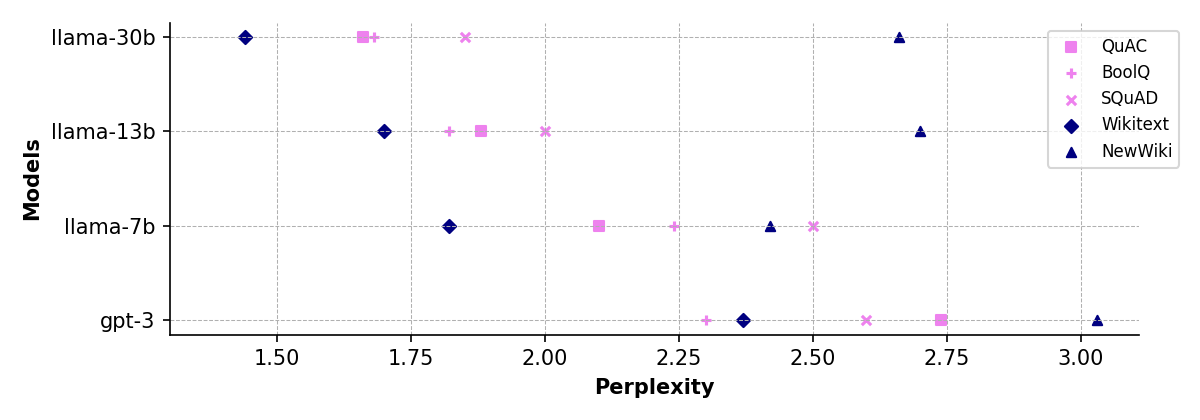 llama-30b
llama-13b
llama-7b
gpt-3
Models
1.50 1.75 2.00 2.25 2.50 2.75 3.00
Perplexity
QuAC
BoolQ
SQuAD
Wikitext
NewWiki